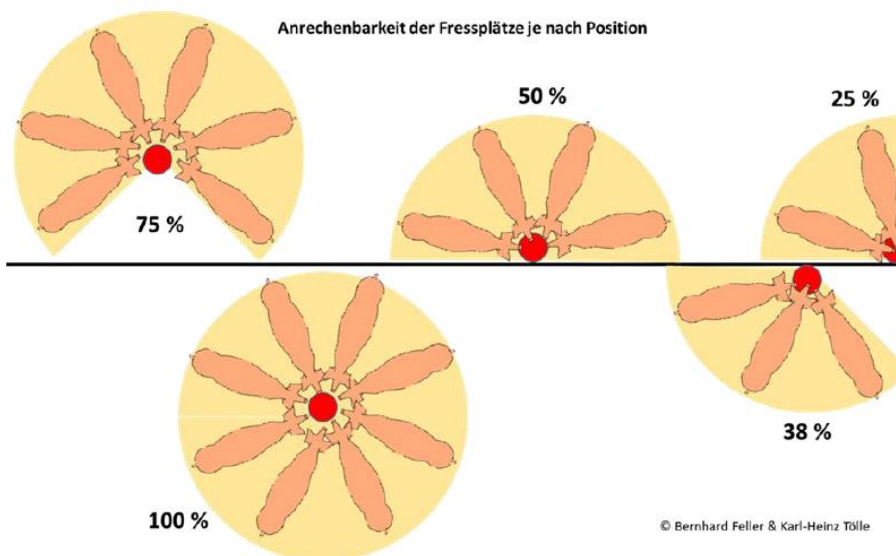 Anrechenbarkeit der Fressplätze je nach Position
50 %
25 %
75 %
38 %
100 %
© Bernhard Feller & Karl-Heinz Tölle